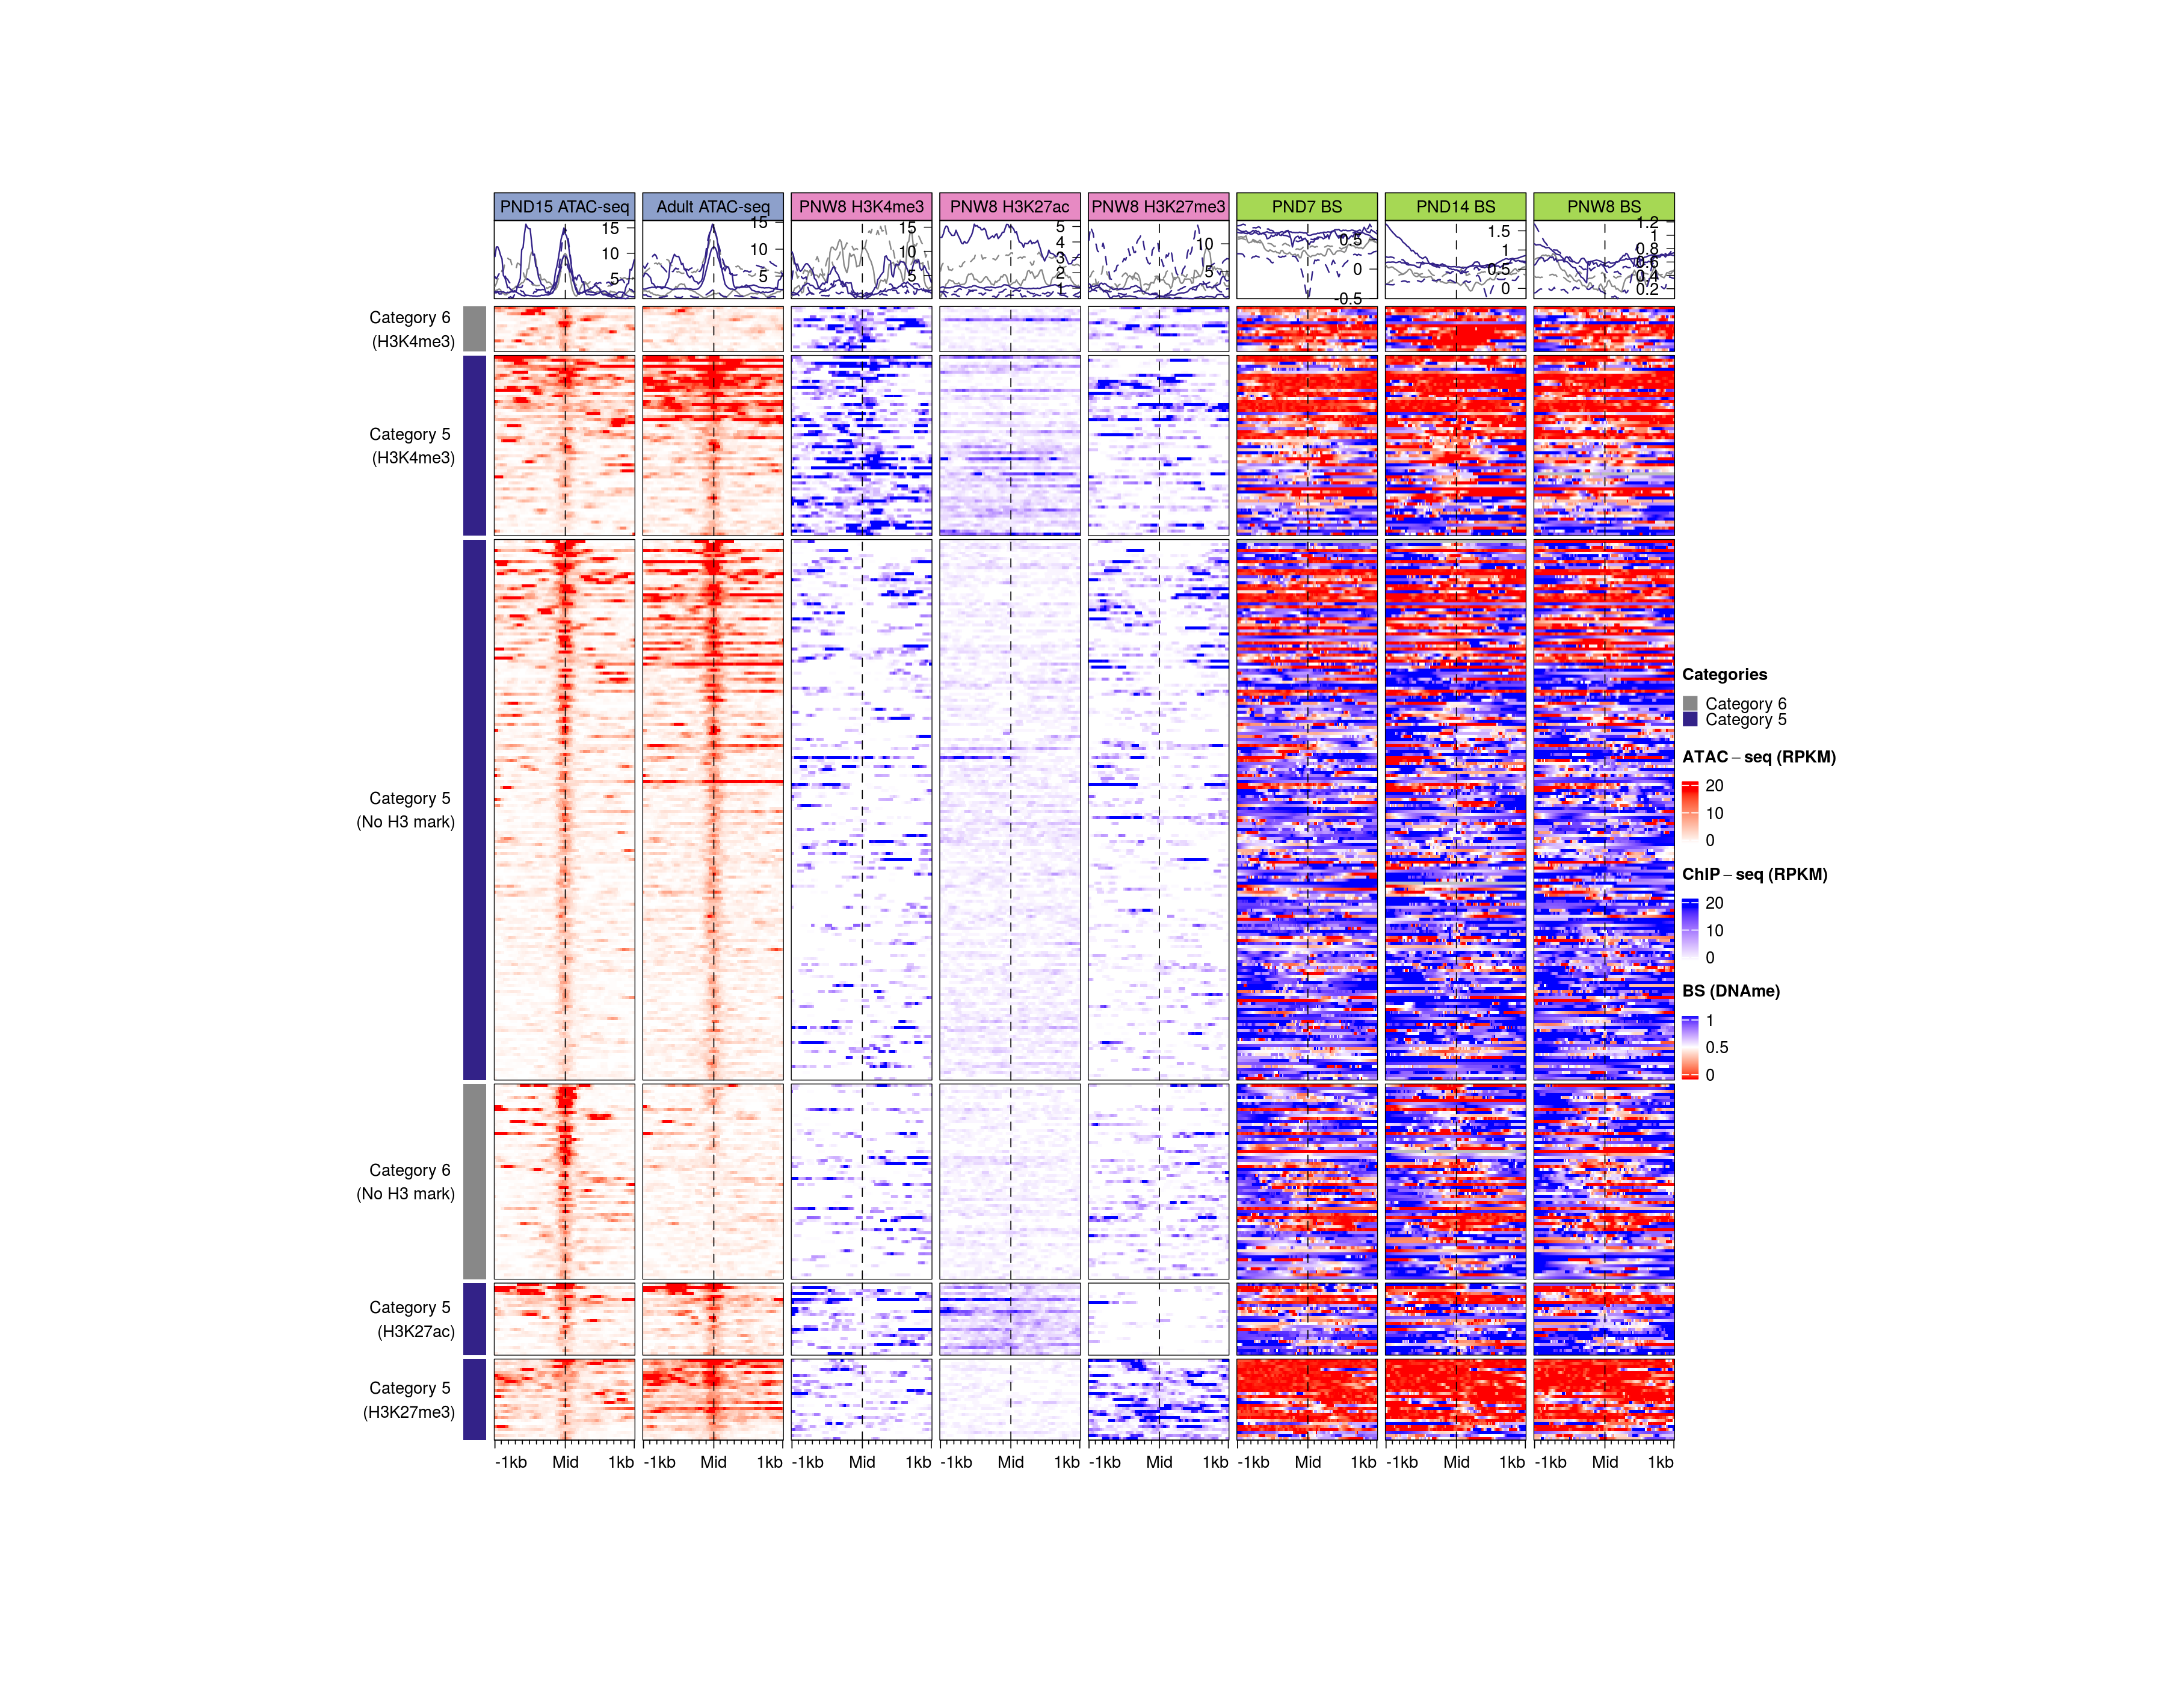 PND15 ATAC-seq
Adult ATAC-seq
PNW8 H3K4me3
PNW8 H3K27ac
PNW8 H3K27me3
PND7 BS
PND14 BS
PNW8 BS
15
10
5
15
10
5
15
10
5
5
4
3
2
1
10
5
0.5
0
-0.5
1.5
1
0.5
0
1.2
1
0.8
0.6
0.4
0.2
Category 6
(H3K4me3)
Category 5
(H3K4me3)
Category 5
(No H3 mark)
Category 6
(No H3 mark)
Category 5
(H3K27ac)
Category 5
(H3K27me3)
-1kb Mid 1kb
-1kb Mid 1kb
-1kb Mid 1kb
-1kb Mid 1kb
-1kb Mid 1kb
-1kb Mid 1kb
-1kb Mid 1kb
-1kb Mid 1kb
Categories
Category 6
Category 5
ATAC−seq (RPKM)
20
10
0
ChIP−seq (RPKM)
20
10
0
BS (DNAme)
1
0.5
0